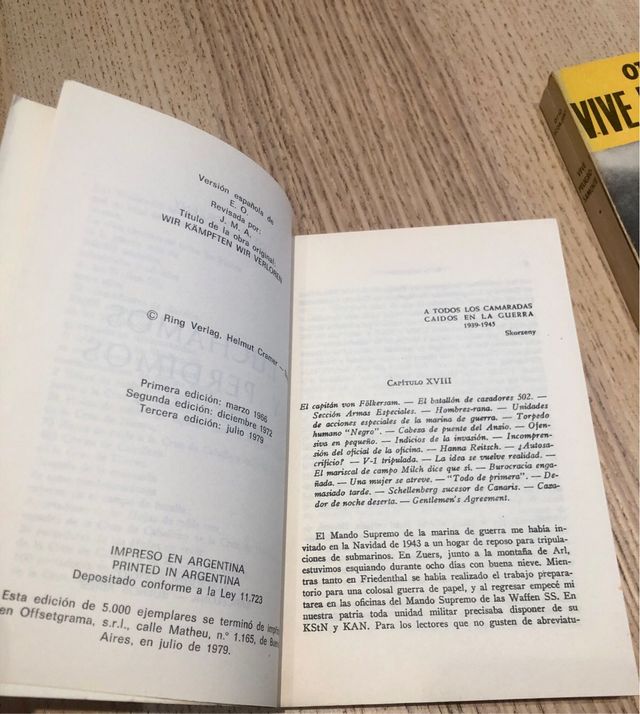 Versión española de
E. O.
Revisada por:
J. M. A.
Título de la obra original:
WIR KÄMPFTEN WIR VERLOREN
© Ring Verlag, Helmut Cramer —
Primera edición: marzo 1966
Segunda edición: diciembre 1972
Tercera edición: julio 1979
IMPRESO EN ARGENTINA
PRINTED IN ARGENTINA
Depositado conforme a la Ley 11.723
Esta edición de 5.000 ejemplares se terminó de
en Offsetgrama, s.r.l., calle Matheu, n.º 1.165, de
Aires, en julio de 1979.
A TODOS LOS CAMARADAS
CAIDOS EN LA GUERRA
1939-1945
Skorzeny
CAPÍTULO XVIII
El capitán von Fölkersam. — El batallón de cazadores 502. —
Sección Armas Especiales. — Hombres-rana. — Unidades
de acciones especiales de la marina de guerra. — Torpedo
humano "Negro". — Cabeza de puente del Anzio. — Ofen-
siva en pequeño. — Indicios de la invasión. — Incompren-
sión del oficial de la oficina. — Hanna Reitsch. — ¿Autosa-
crificio? — V-1 tripulada. — La idea se vuelve realidad. —
El mariscal de campo Milch dice que sí. — Burocracia enga-
ñada. — Una mujer se atreve. — "Todo de primera". — De-
masiado tarde. — Schellenberg sucesor de Canaris. — Caza-
dor de noche deserta. — Gentlemen's Agreement.
El Mando Supremo de la marina de guerra me había in-
vitado en la Navidad de 1943 a un hogar de reposo para tripula-
ciones de submarinos. En Zuers, junto a la montaña de Arl,
estuvimos esquiando durante ocho días con buena nieve. Mien-
tras tanto en Friedenthal se había realizado el trabajo prepara-
torio para una colosal guerra de papel, y al regresar empecé mi
tarea en las oficinas del Mando Supremo de las Waffen SS. En
nuestra patria toda unidad militar precisaba disponer de su
KStN y KAN. Para los lectores que no gusten de abreviatu-
VIVE